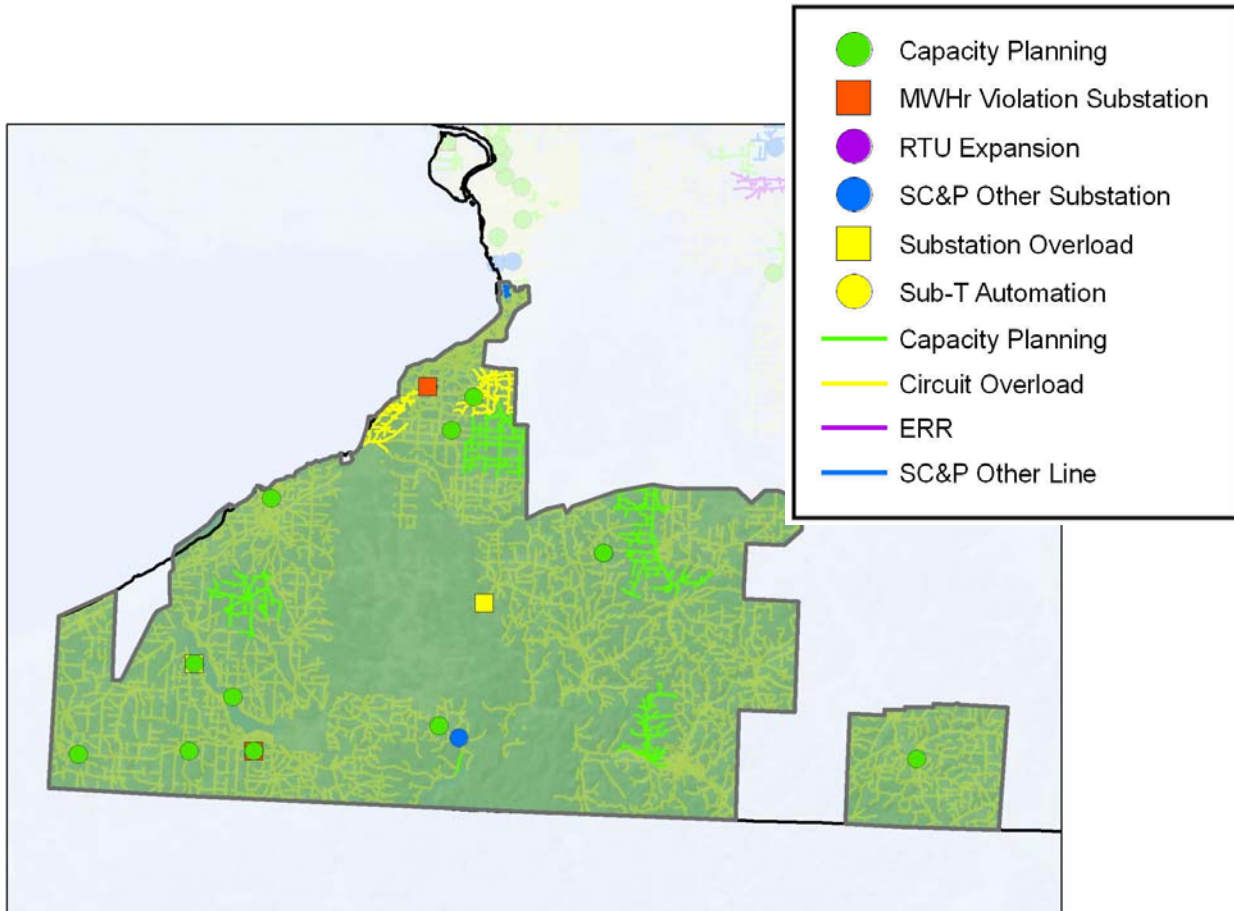 Capacity Planning
MWHr Violation Substation
RTU Expansion
SC&P Other Substation
Substation Overload
Sub-T Automation
Capacity Planning
Circuit Overload
ERR
SC&P Other Line